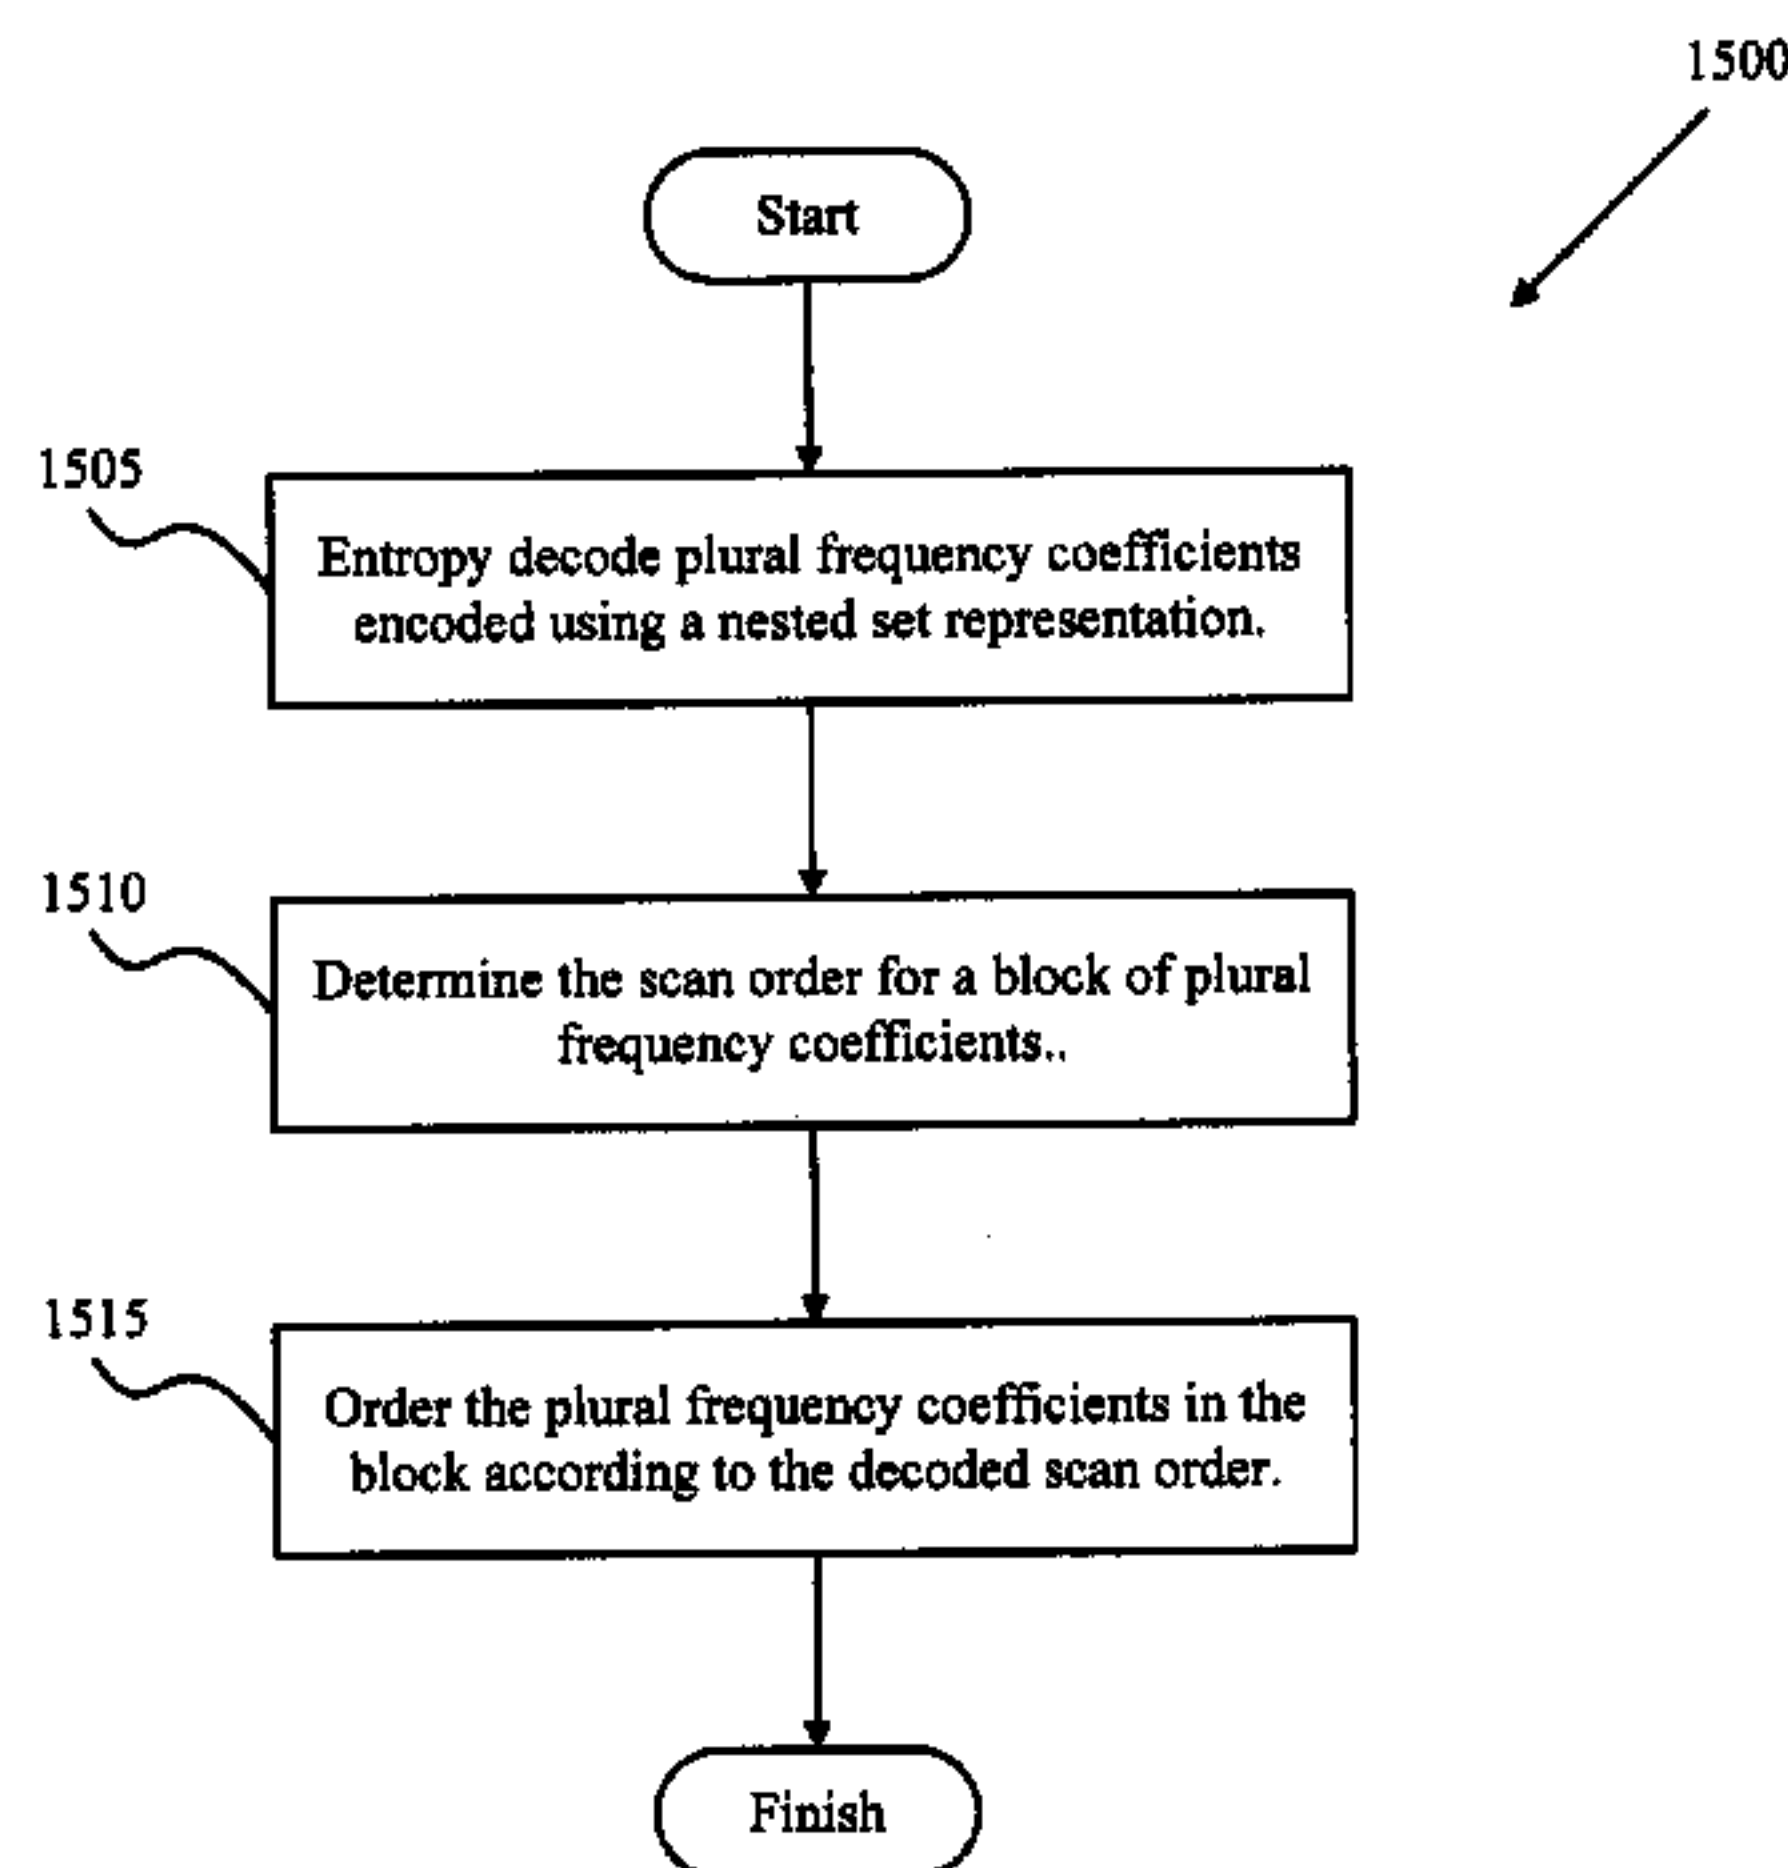 1500
Start
1505
Entropy decode plural frequency coefficients
encoded using a nested set representation.
1510
Determine the scan order for a block of plural
frequency coefficients..
1515
Order the plural frequency coefficients in the
block according to the decoded scan order.
Finish